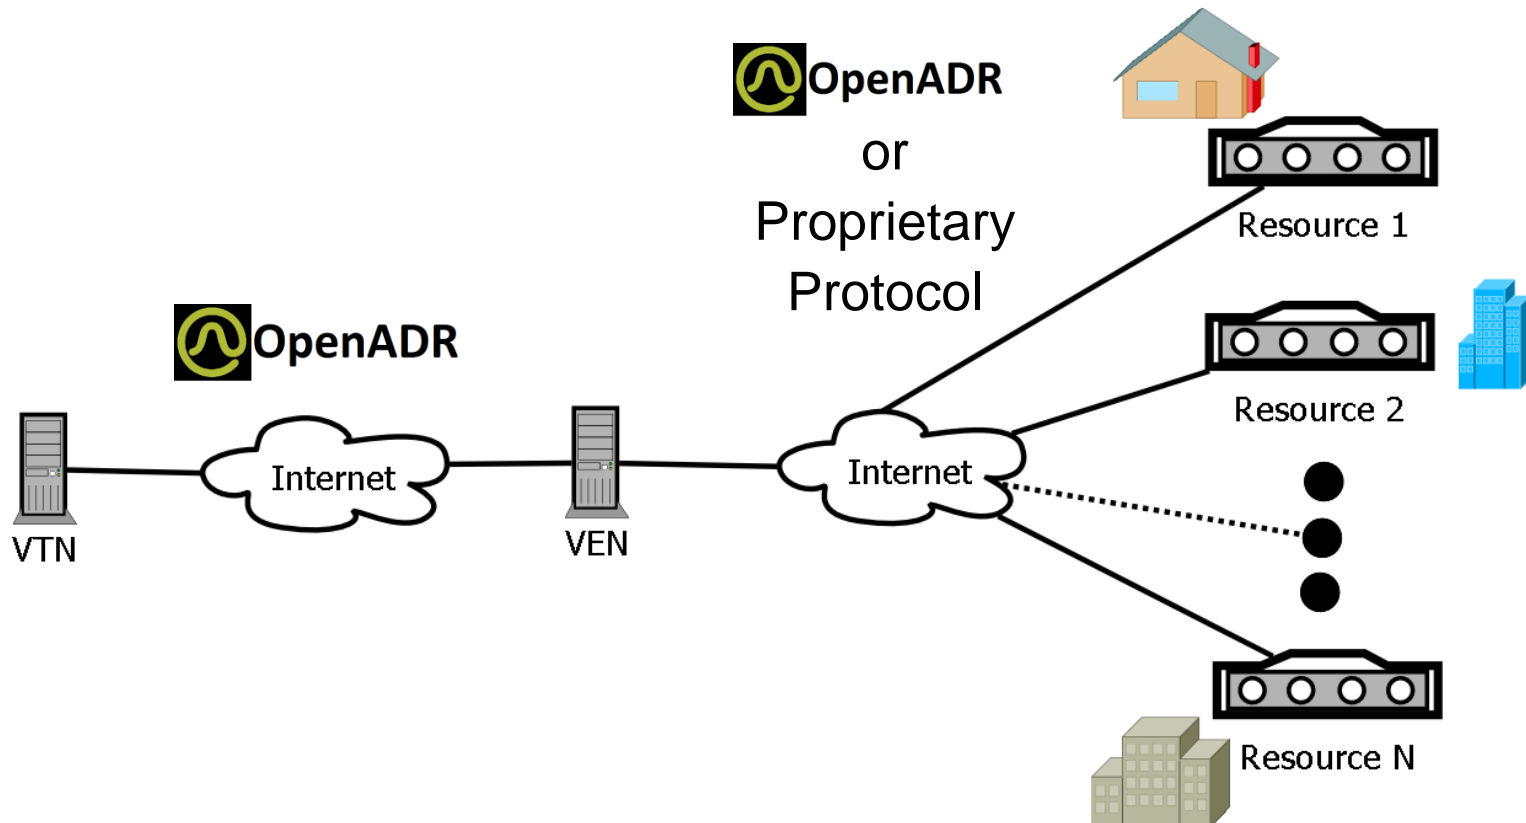 OpenADR
or
Proprietary
Protocol
Resource 1
OpenADR
Resource 2
Internet
Internet
VTN
VEN
Resource N